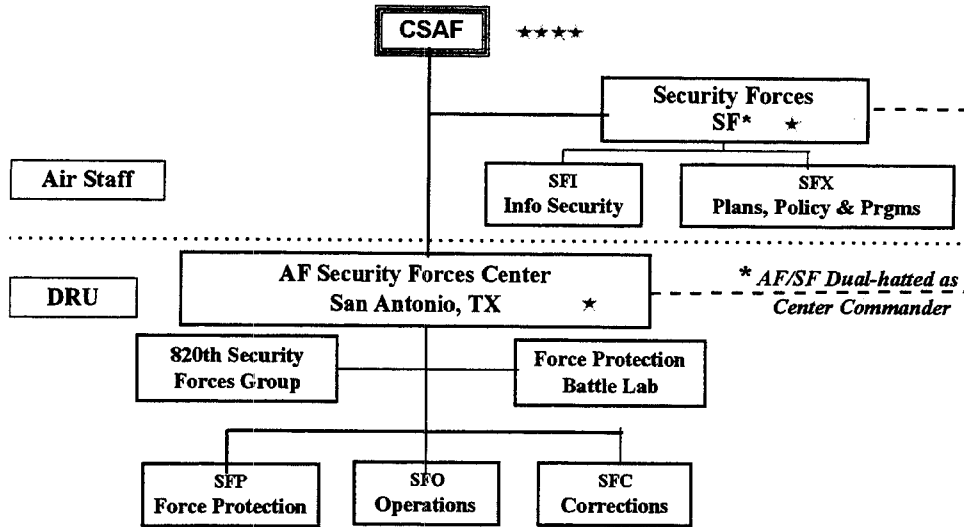 CSAF ★★★★
Security Forces
SF* ★
Air Staff
SFI
Info Security
SFX
Plans, Policy & Prgms
AF Security Forces Center
San Antonio, TX ★
DRU
* AF/SF Dual-hatted as
Center Commander
820th Security
Forces Group
Force Protection
Battle Lab
SFP
Force Protection
SFO
Operations
SFC
Corrections